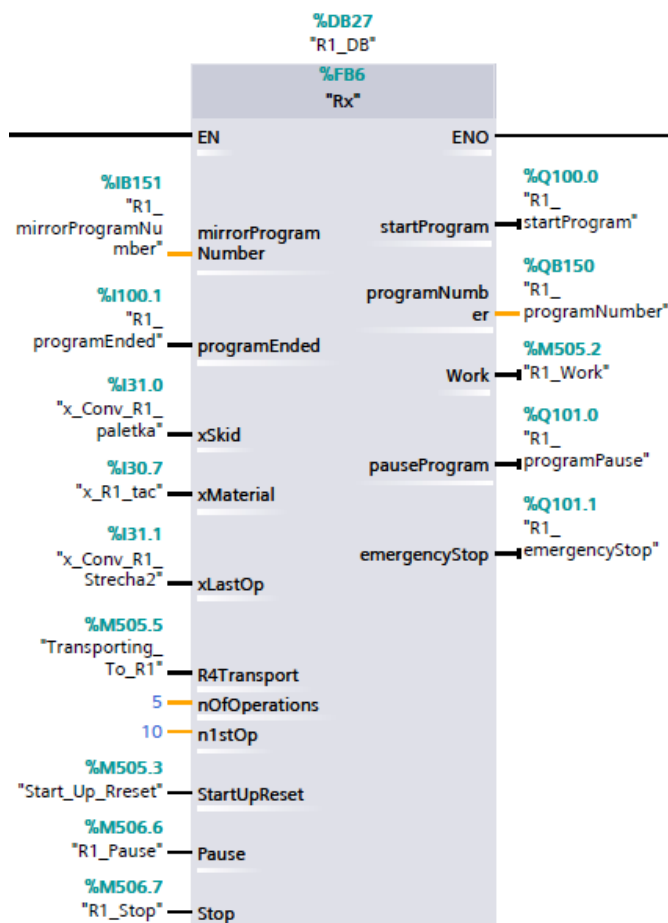 %DB27
"R1_DB"
%FB6
"Rx"
EN
ENO
%IB151
"R1_
mirrorProgramNu
mber"
mirrorProgram
Number
%I100.1
"R1_
programEnded"
programEnded
%I31.0
"x_Conv_R1_
paletka"
xSkid
%I30.7
"x_R1_tac"
xMaterial
%I31.1
"x_Conv_R1_
Strecha2"
xLastOp
%M505.5
"Transporting_
To_R1"
R4Transport
5
nOfOperations
10
n1stOp
%M505.3
"Start_Up_Rreset"
StartUpReset
%M506.6
"R1_Pause"
Pause
%M506.7
"R1_Stop"
Stop
%Q100.0
"R1_
startProgram"
startProgram
%QB150
"R1_
programNumber"
programNumb
er
%M505.2
"R1_Work"
Work
%Q101.0
"R1_
programPause"
pauseProgram
%Q101.1
"R1_
emergencyStop"
emergencyStop